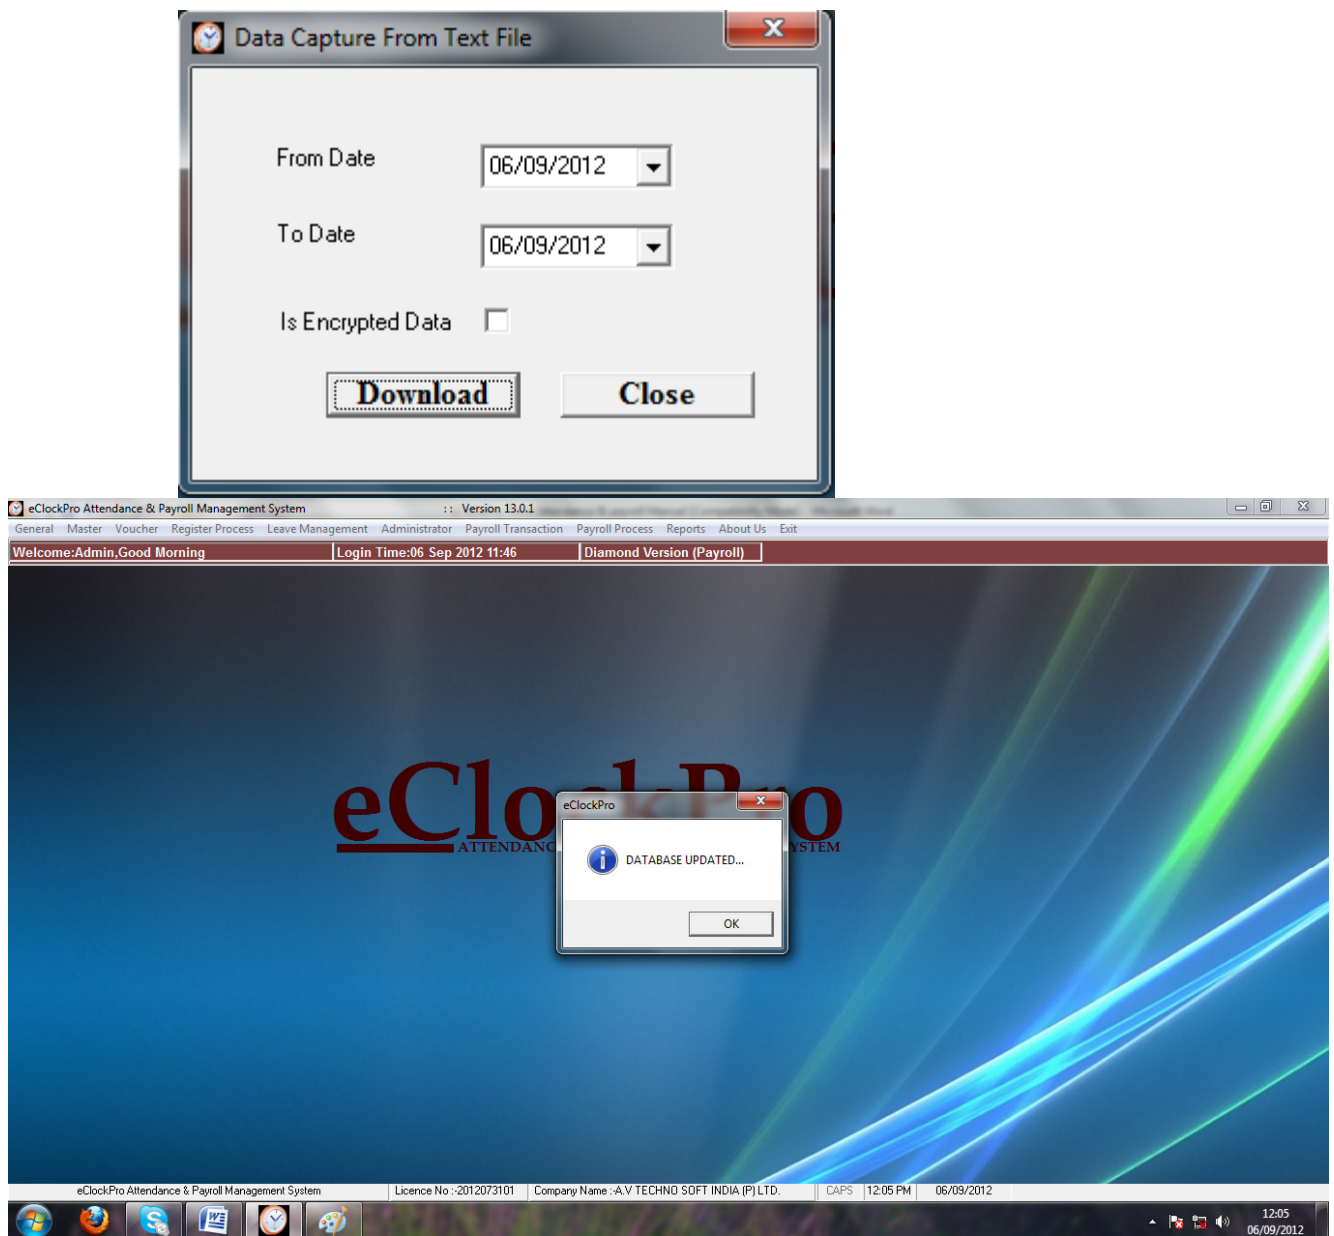 Data Capture From Text File
From Date
06/09/2012
To Date
06/09/2012
Is Encrypted Data
Download Close
eClockPro Attendance & Payroll Management System :: Version 13.0.1
General Master Voucher Register Process Leave Management Administrator Payroll Transaction Payroll Process Reports About Us Exit
Welcome:Admin,Good Morning Login Time:06 Sep 2012 11:46 Diamond Version (Payroll)
eClockPro
ATTENDANC YSTEM
eClockPro
DATABASE UPDATED...
OK
eClockPro Attendance & Payroll Management System Licence No :-2012073101 Company Name :-A.V TECHNO SOFT INDIA (P) LTD. CAPS 12:05 PM 06/09/2012
12:05
06/09/2012